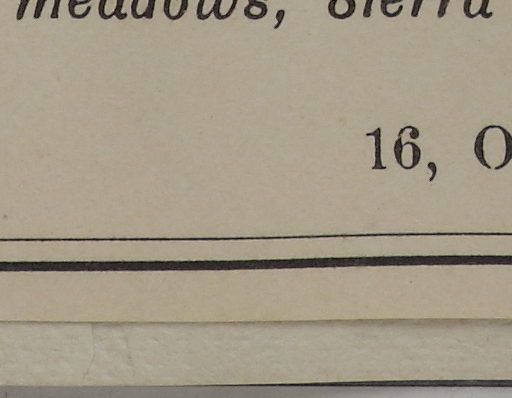 meadows, Sierra
16, O